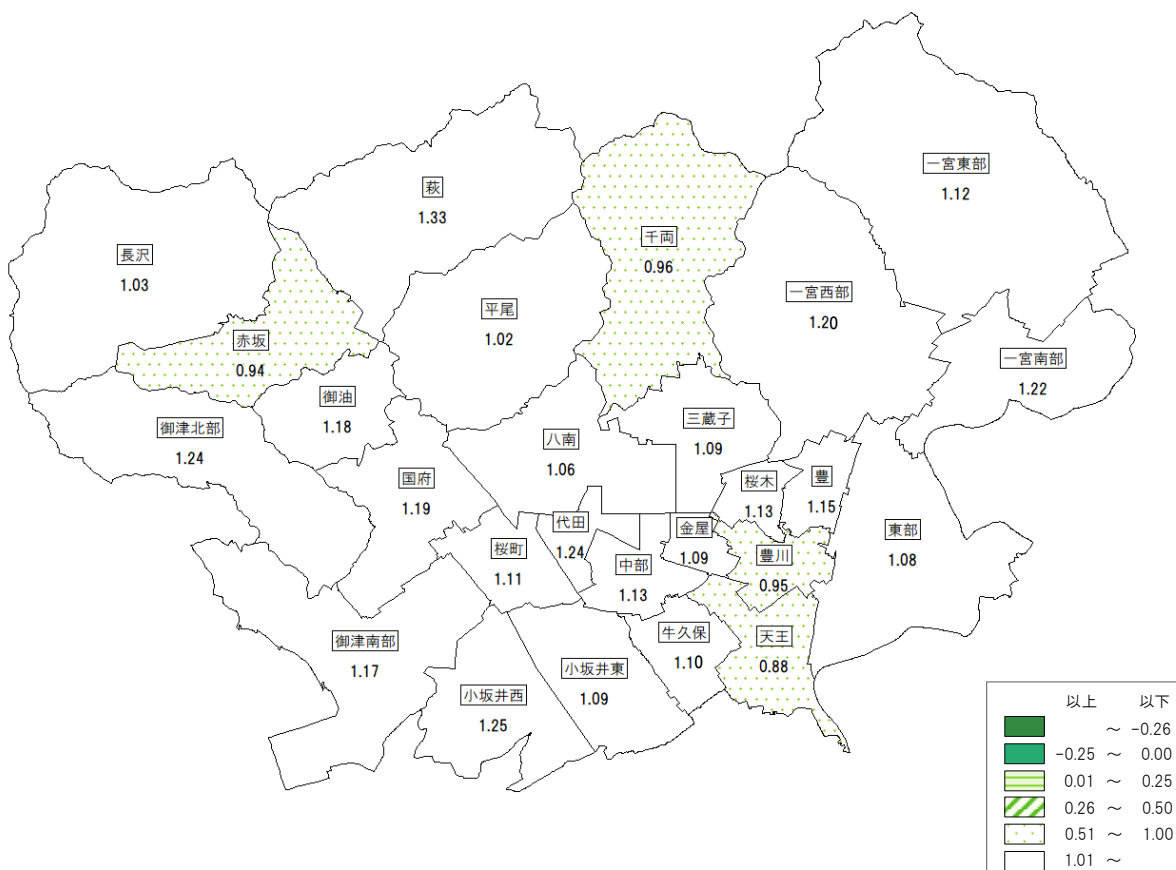 一宮東部
1.12
萩
1.33
千両
0.96
長沢
1.03
一宮西部
1.20
平尾
1.02
赤坂
0.94
一宮南部
1.22
御油
1.18
御津北部
1.24
三蔵子
1.09
八南
1.06
国府
1.19
桜木
1.13
豊
1.15
代田
1.24
金屋
1.09
東部
1.08
桜町
1.11
中部
1.13
豊川
0.95
御津南部
1.17
牛久保
1.10
天王
0.88
小坂井東
1.09
小坂井西
1.25
以上 以下
～ -0.26
-0.25 ～ 0.00
0.01 ～ 0.25
0.26 ～ 0.50
0.51 ～ 1.00
1.01 ～